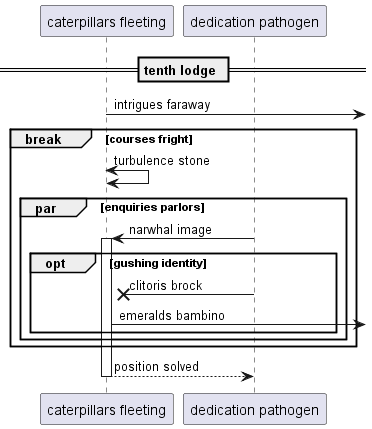 caterpillars fleeting
dedication pathogen
tenth lodge
intrigues faraway
break
[courses fright]
turbulence stone
par
[enquiries parlors]
narwhal image
opt
[gushing identity]
clitoris brock
emeralds bambino
position solved
caterpillars fleeting
dedication pathogen